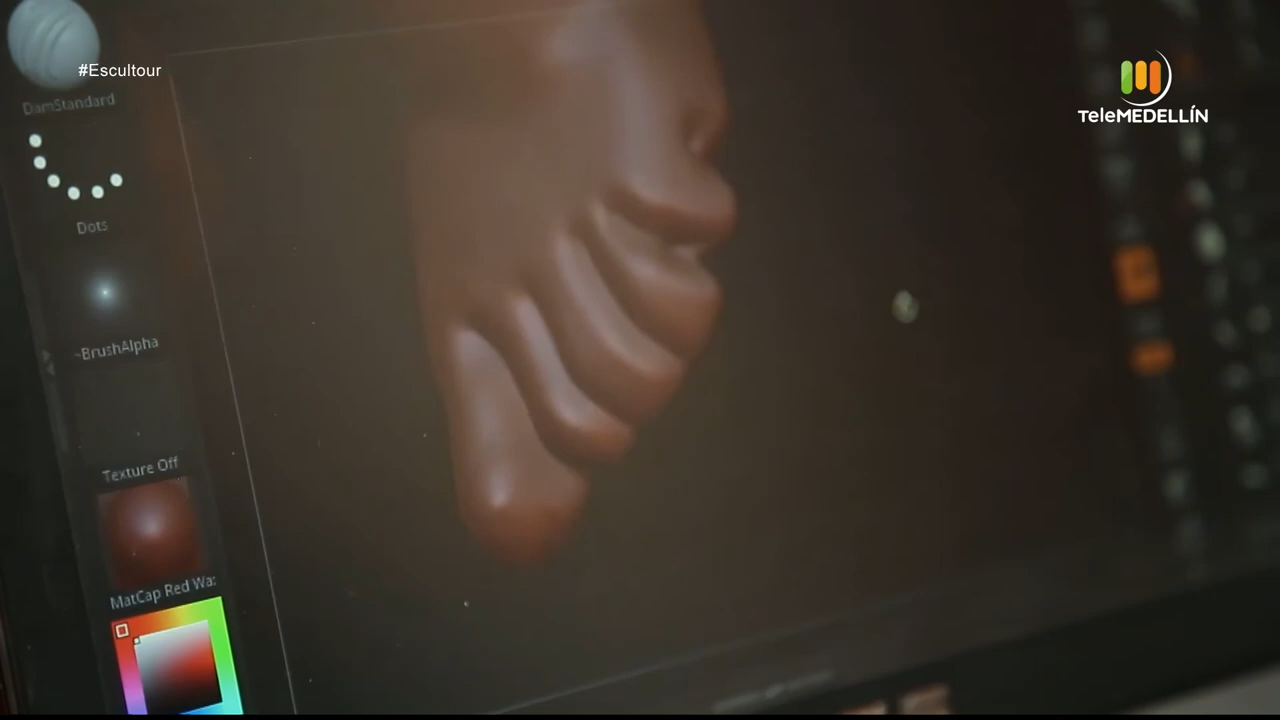 #Escultour
TeleMEDELLÍN
DamStandard
Dots
~BrushAlpha
Texture Off
MatCap Red Wa: